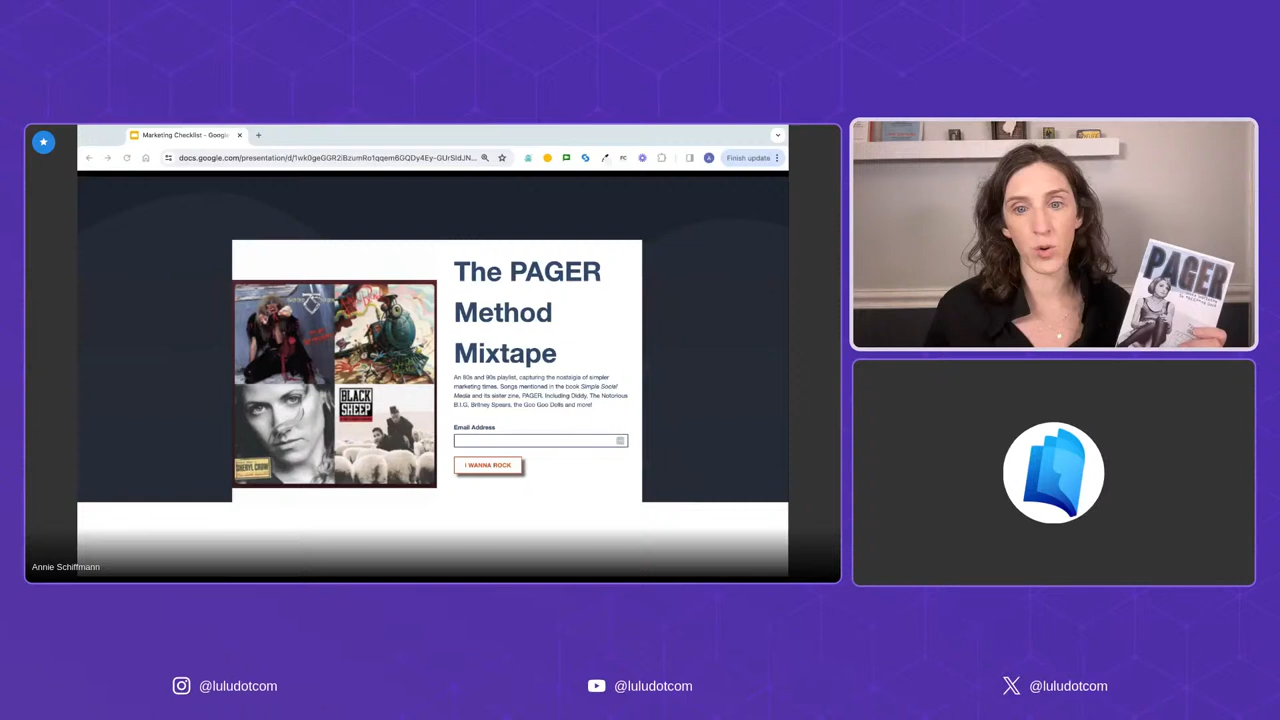 Marketing Checklist - Google
docs.google.com/presentation/d/1wk0geGGR2iBzumRo1qqem6GQDy4Ey-GUrSldJN...
Finish update
The PAGER
Method
Mixtape
An 80s and 90s playlist, capturing the nostalgia of simpler
marketing times. Songs mentioned in the book Simple Social
Media and its sister zine, PAGER. Including Diddy, The Notorious
B.I.G, Britney Spears, the Goo Goo Dolls and more!
Email Address
I WANNA ROCK
BLACK
SHEEP
SHERYL CROW
Annie Schiffmann
PAGER
@luludotcom
@luludotcom
@luludotcom